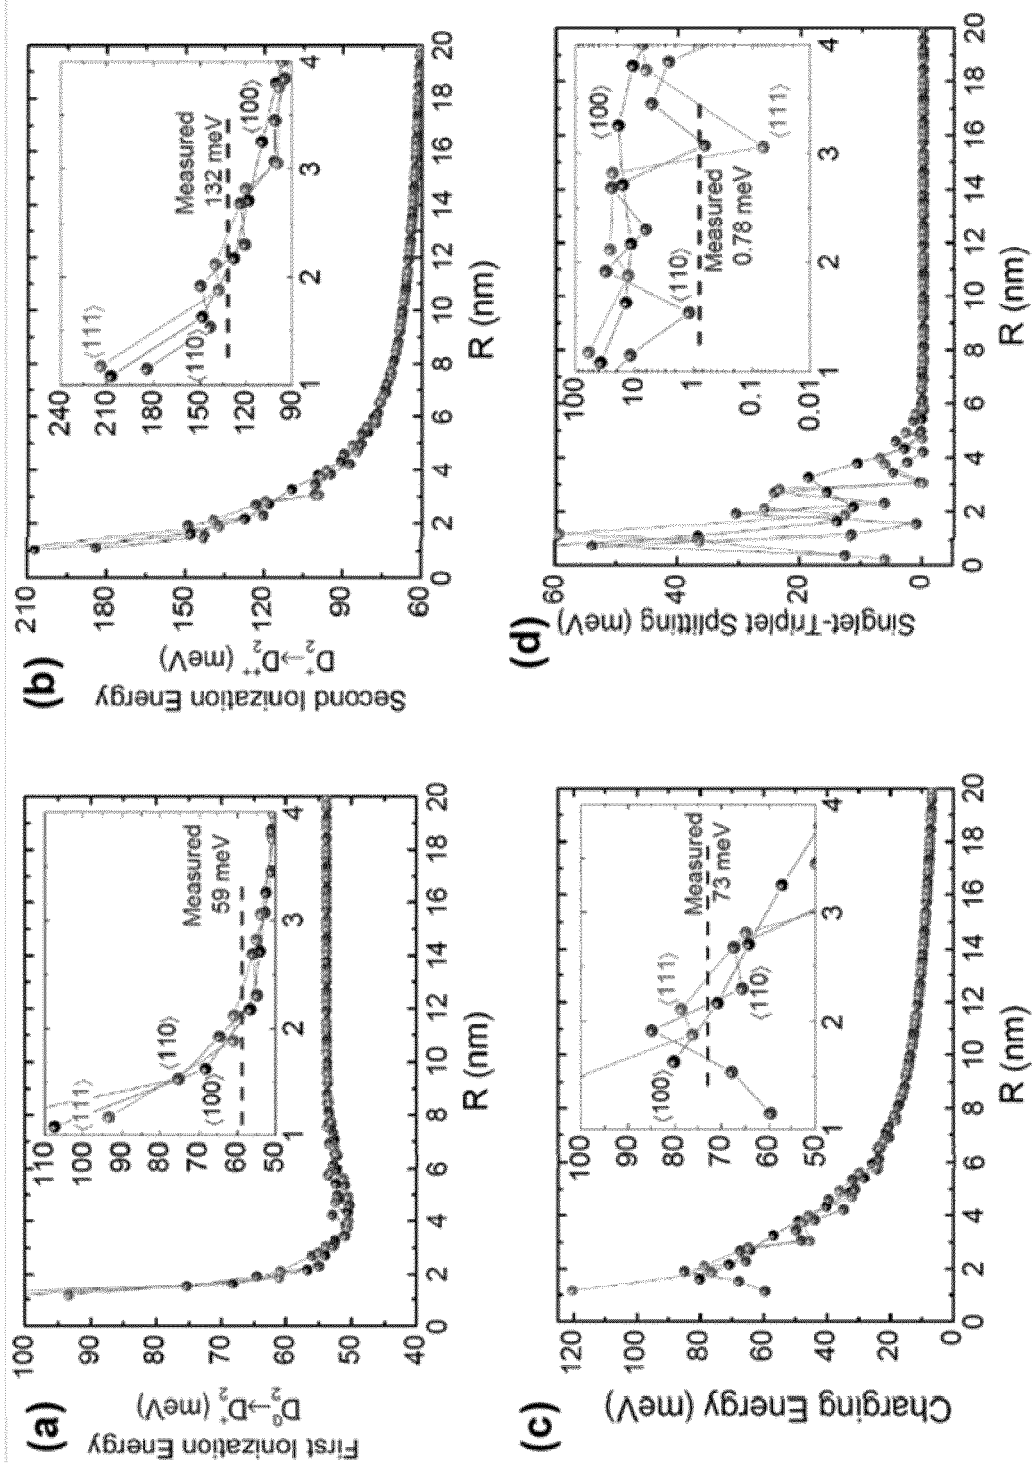 (a)
First Ionization Energy
D⁰₂→D⁺₂ (meV)
100
90
80
70
60
50
40
0 2 4 6 8 10 12 14 16 18 20
R (nm)
110
100
90
80
70
60
50
1 2 3 4
⟨111⟩
⟨110⟩
⟨100⟩
Measured
59 meV
(b)
Second Ionization Energy
D⁺₂→D⁺⁺₂ (meV)
210
180
150
120
90
60
0 2 4 6 8 10 12 14 16 18 20
R (nm)
240
210
180
150
120
90
1 2 3 4
⟨111⟩
⟨110⟩
⟨100⟩
Measured
132 meV
(c)
Charging Energy (meV)
120
100
80
60
40
20
0
0 2 4 6 8 10 12 14 16 18 20
R (nm)
100
90
80
70
60
50
1 2 3 4
⟨100⟩
⟨111⟩
⟨110⟩
Measured
73 meV
(d)
Singlet-Triplet Splitting (meV)
60
40
20
0
0 2 4 6 8 10 12 14 16 18 20
R (nm)
100
10
1
0.1
0.01
1 2 3 4
⟨100⟩
⟨110⟩
⟨111⟩
Measured
0.78 meV